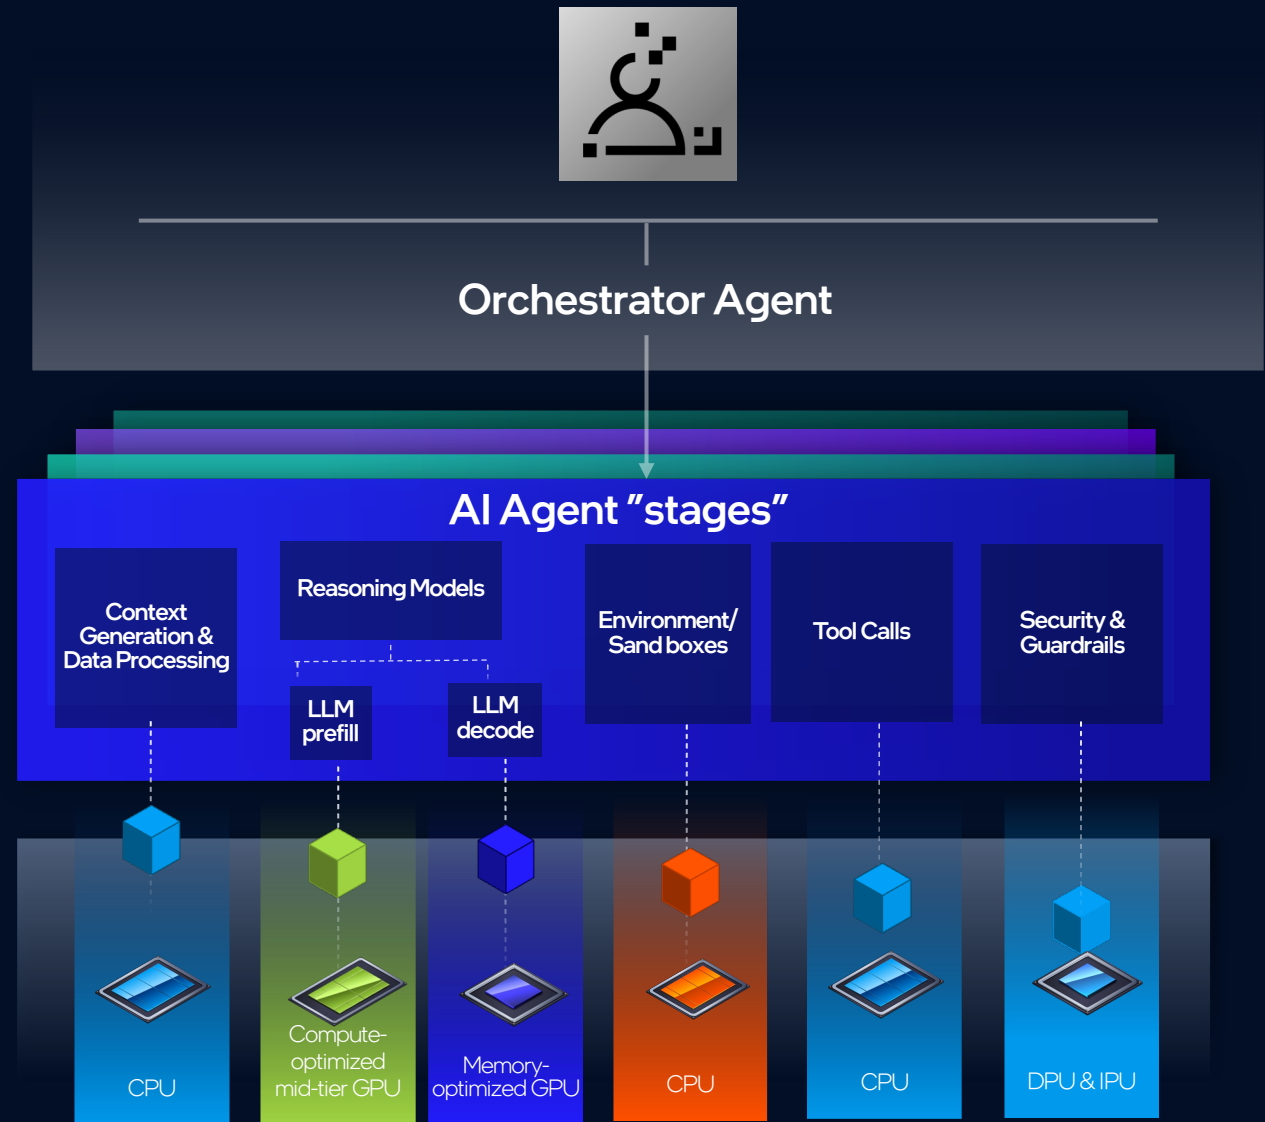 Orchestrator Agent
AI Agent "stages"
Context
Generation &
Data Processing
Reasoning Models
LLM
prefill
LLM
decode
Environment/
Sand boxes
Tool Calls
Security &
Guardrails
CPU
Compute-
optimized
mid-tier GPU
Memory-
optimized GPU
CPU
CPU
DPU & IPU